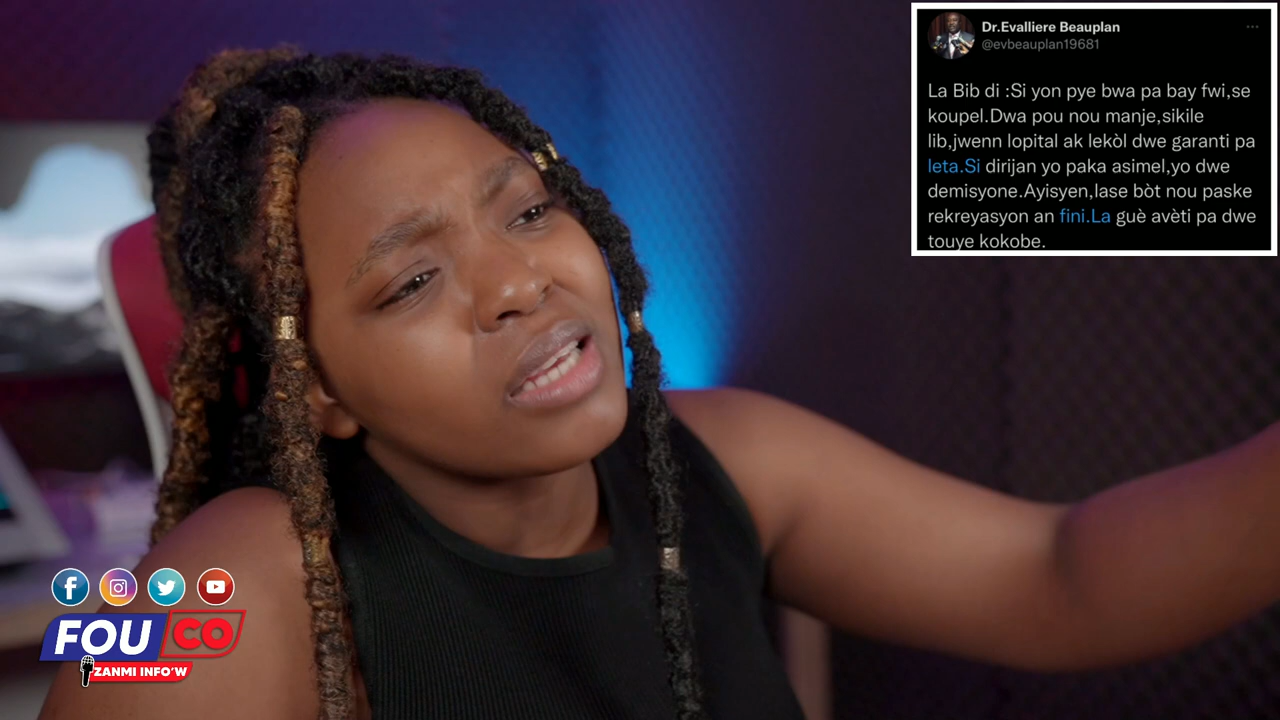 Dr.Evalliere Beauplan
@evbeauplan19681
La Bib di :Si yon pye bwa pa bay fwi,se
koupel.Dwa pou nou manje,sikile
lib,jwenn lopital ak lekòl dwe garanti pa
leta.Si dirijan yo paka asimel,yo dwe
demisyone.Ayisyen,lase bòt nou paske
rekreyasyon an fini.La guè avèti pa dwe
touye kokobe.
FOU CO
ZANMI INFO'W